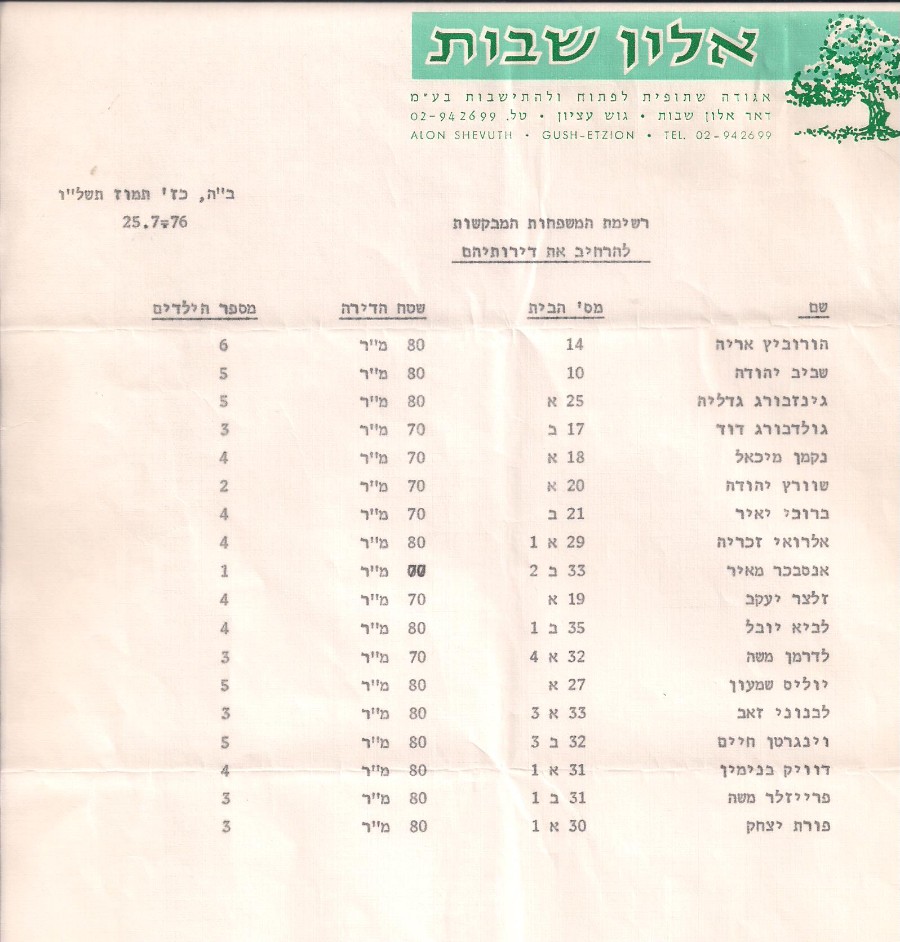 אלון שבות
אגודה שתופית לפתוח ולהתישבות בע"מ
דאר אלון שבות • גוש עציון • טל. 02-942699
ALON SHEVUTH • GUSH-ETZION • TEL. 02-942699
ב"ה, כז' תמוז תשל"ו
25.7.76
רשימת המשפחות המבקשות
להרחיב את דירותיהם
שם מס' הבית שטח הדירה מספר הילדים
הורוביץ אריה 14 80 מ"ר 6
שביב יהודה 10 80 מ"ר 5
גינזבורג גדליה 25 א 80 מ"ר 5
גולדבורג דוד 17 ב 70 מ"ר 3
נקמן מיכאל 18 א 70 מ"ר 4
שוורץ יהודה 20 א 70 מ"ר 2
ברוכי יאיר 21 ב 70 מ"ר 4
אלרואי זכריה 29 א 1 80 מ"ר 4
אנסבכר מאיר 33 ב 2 מ"ר 1
זלצר יעקב 19 א 70 מ"ר 4
לביא יובל 35 ב 1 80 מ"ר 4
לדרמן משה 32 א 4 70 מ"ר 3
יוליס שמעון 27 א 80 מ"ר 5
לבנוני זאב 33 א 3 80 מ"ר 3
וינגרטן חיים 32 ב 3 80 מ"ר 5
דוויק בנימין 31 א 1 80 מ"ר 4
פרייזלר משה 31 ב 1 80 מ"ר 3
פורת יצחק 30 א 1 80 מ"ר 3